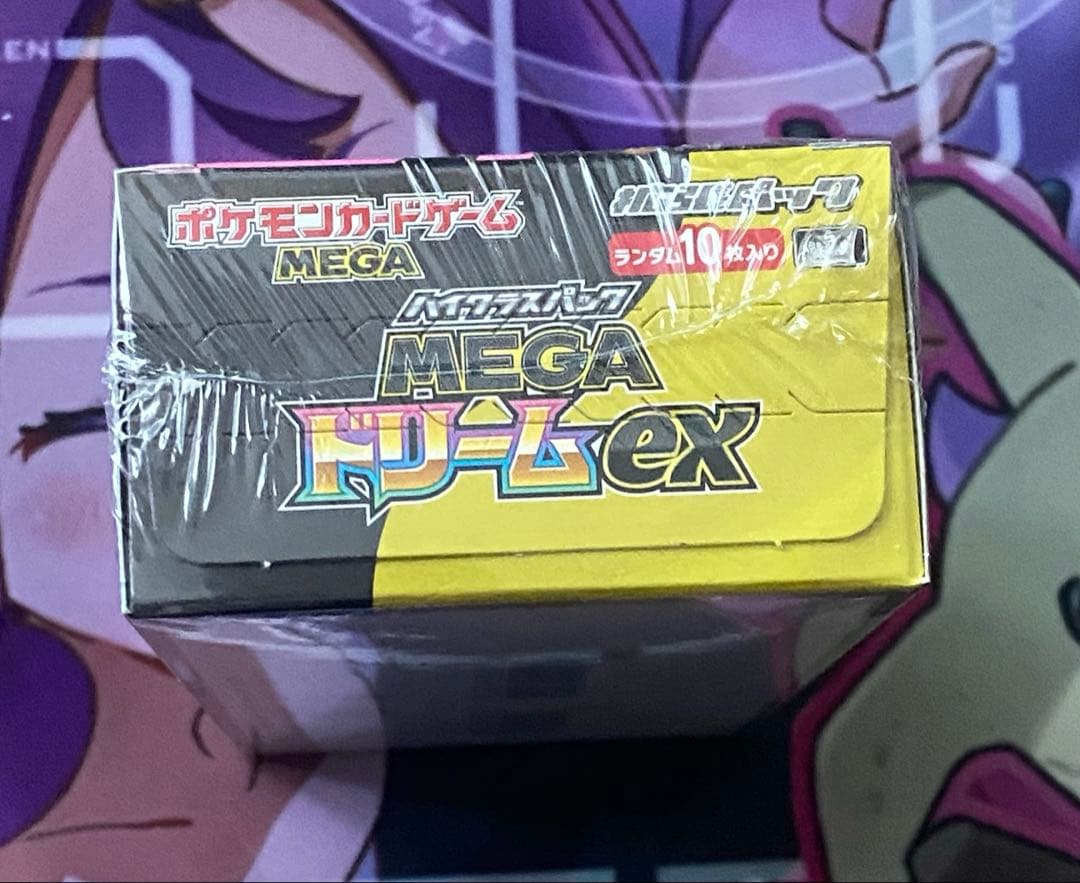 ポケモンカードゲーム
MEGA
拡張パック
ランダム10枚入り
ハイクラスパック
MEGA
ドリームex